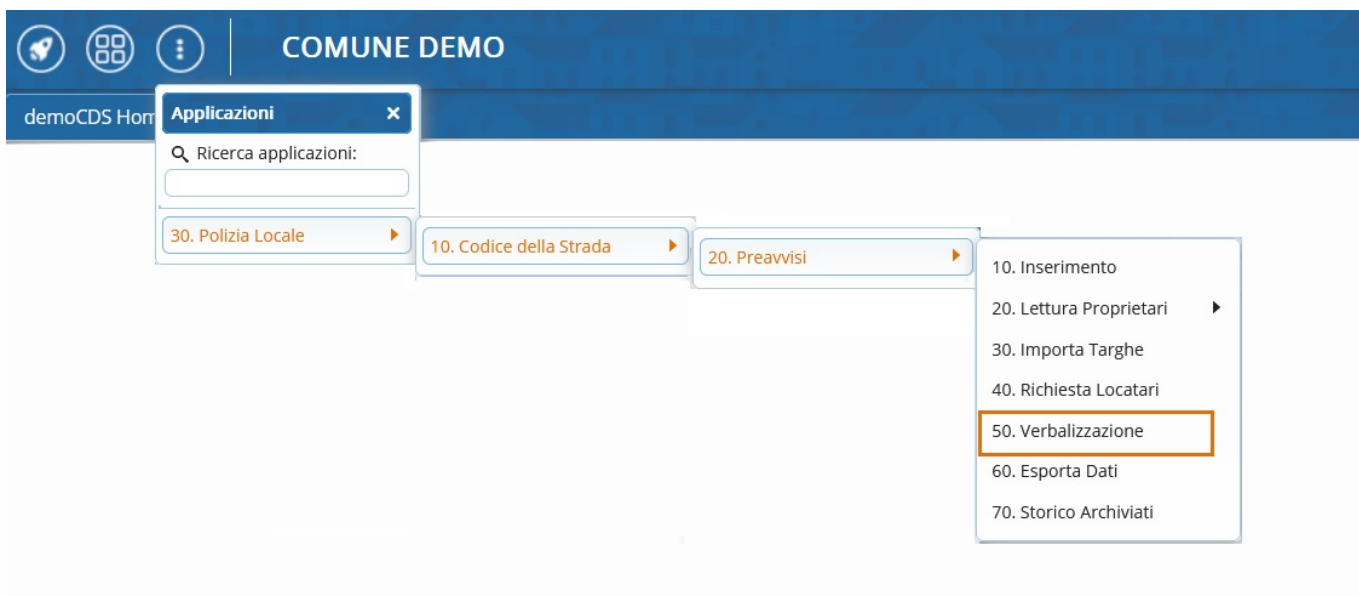 COMUNE DEMO
demoCDS Hom
Applicazioni
Ricerca applicazioni:
30. Polizia Locale
10. Codice della Strada
20. Preavvisi
10. Inserimento
20. Lettura Proprietari
30. Importa Targhe
40. Richiesta Locatari
50. Verbalizzazione
60. Esporta Dati
70. Storico Archiviati